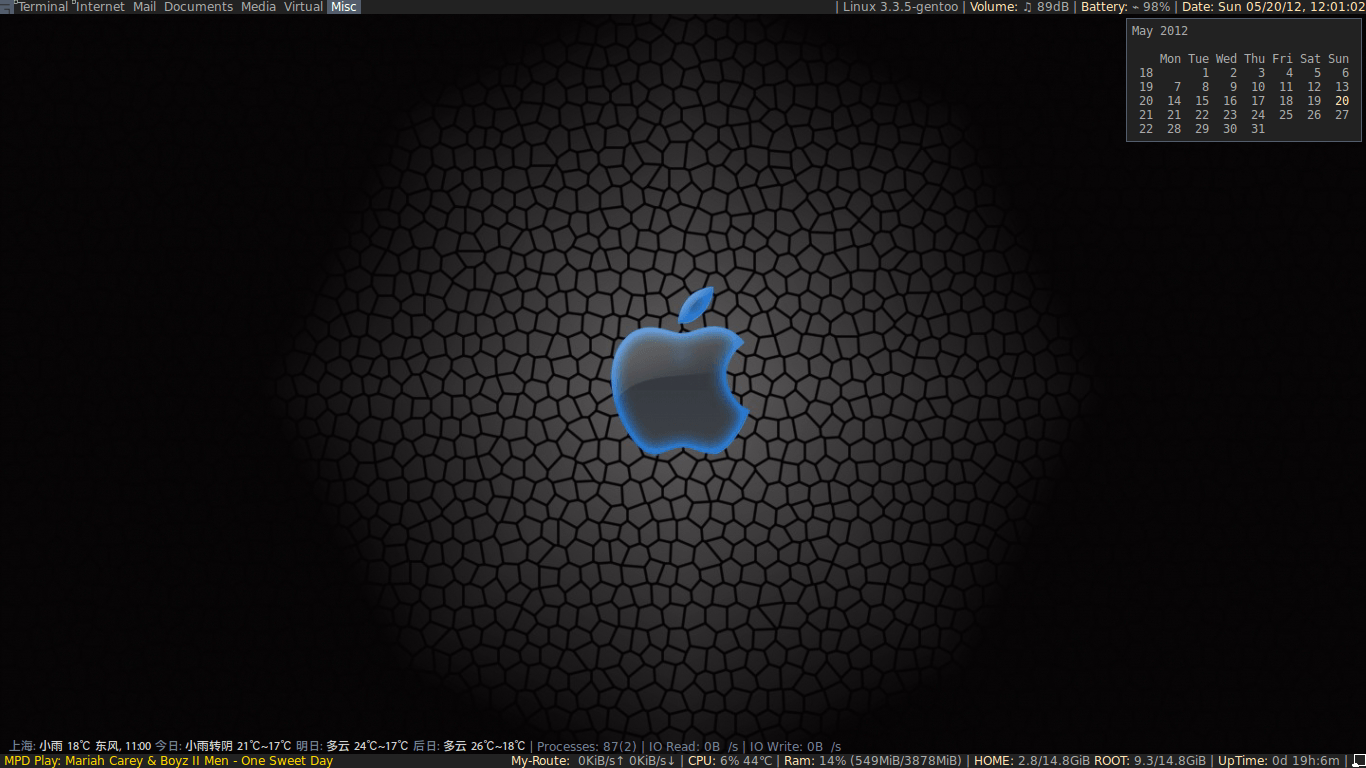 Terminal Internet Mail Documents Media Virtual Misc | Linux 3.3.5-gentoo | Volume: ♫ 89dB | Battery: ⌁ 98% | Date: Sun 05/20/12, 12:01:02
May 2012
Mon Tue Wed Thu Fri Sat Sun
18 1 2 3 4 5 6
19 7 8 9 10 11 12 13
20 14 15 16 17 18 19 20
21 21 22 23 24 25 26 27
22 28 29 30 31
上海: 小雨 18℃ 东风, 11:00 今日: 小雨转阴 21℃~17℃ 明日: 多云 24℃~17℃ 后日: 多云 26℃~18℃ | Processes: 87(2) | IO Read: 0B /s | IO Write: 0B /s
MPD Play: Mariah Carey & Boyz II Men - One Sweet Day My-Route: 0KiB/s↑ 0KiB/s↓ | CPU: 6% 44℃ | Ram: 14% (549MiB/3878MiB) | HOME: 2.8/14.8GiB ROOT: 9.3/14.8GiB | UpTime: 0d 19h:6m |